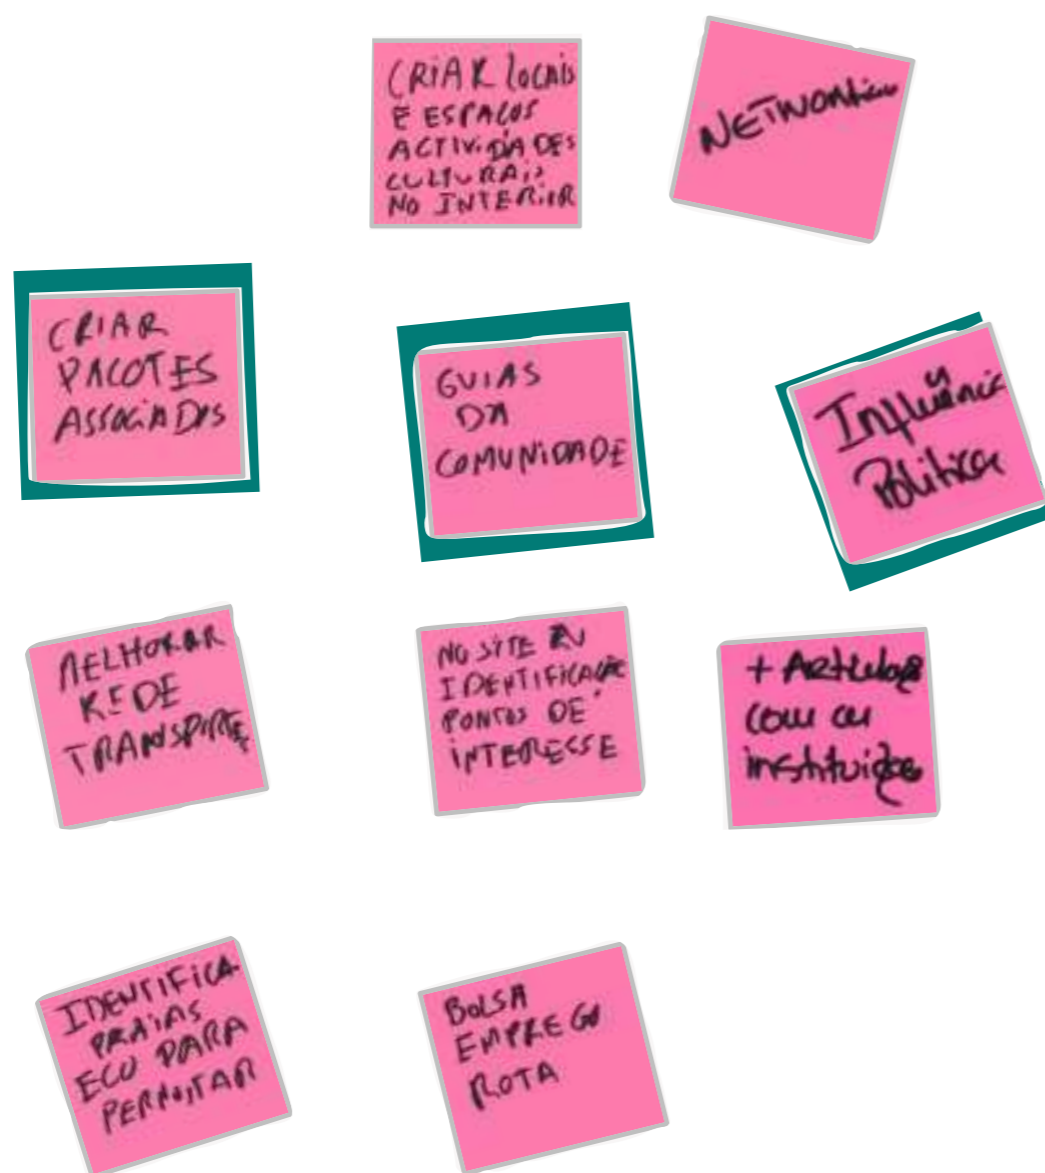 CRIAR locais
E ESPAÇOS
ACTIVIDADES
CULTURAIS
NO INTERIOR
NETWORKING
CRIAR
PACOTES
ASSOCIADOS
GUIAS
DA
COMUNIDADE
Influência
Politica
MELHORAR
REDE
TRANSPORTE
NO SITE
IDENTIFICAÇÃO
PONTOS DE
INTERESSE
+ Articulação
com as
instituições
IDENTIFICA
PRAIAS
ECO PARA
PERNOITAR
BOLSA
EMPREGO
ROTA